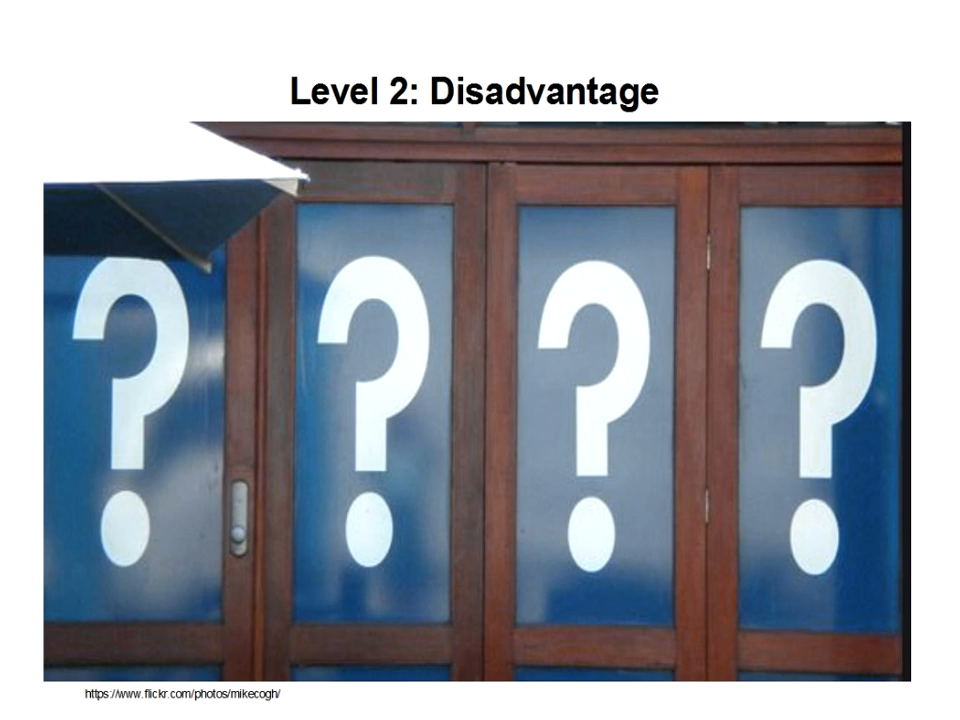 Level 2: Disadvantage
? ? ? ?
https://www.flickr.com/photos/mikecogh/